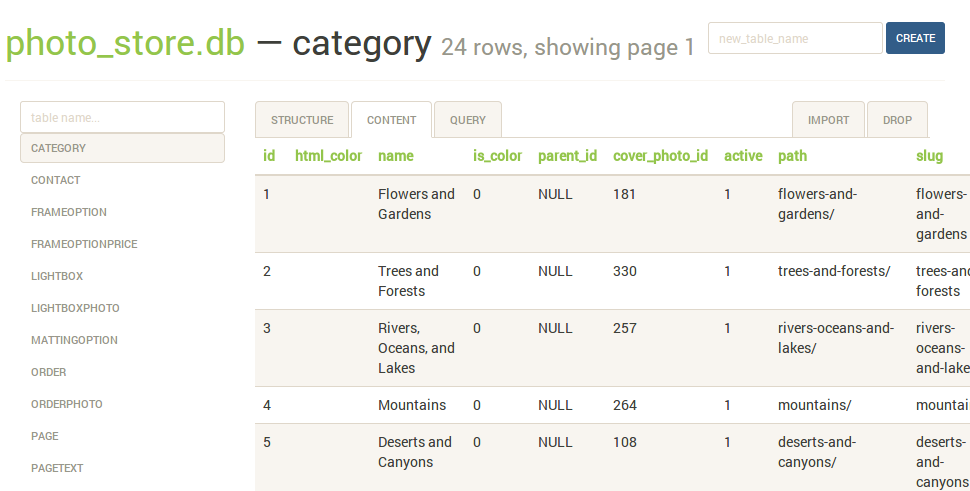 photo_store.db — category 24 rows, showing page 1
new_table_name
CREATE
table name...
CATEGORY
CONTACT
FRAMEOPTION
FRAMEOPTIONPRICE
LIGHTBOX
LIGHTBOXPHOTO
MATTINGOPTION
ORDER
ORDERPHOTO
PAGE
PAGETEXT
STRUCTURE CONTENT QUERY IMPORT DROP
id html_color name is_color parent_id cover_photo_id active path slug
1 Flowers and 0 NULL 181 1 flowers-and- flowers-
Gardens gardens/ and-
gardens
2 Trees and 0 NULL 330 1 trees-and-forests/ trees-and
Forests forests
3 Rivers, 0 NULL 257 1 rivers-oceans-and- rivers-
Oceans, and lakes/ oceans-
Lakes and-lake
4 Mountains 0 NULL 264 1 mountains/ mountai
5 Deserts and 0 NULL 108 1 deserts-and- deserts-
Canyons canyons/ and-
canyons